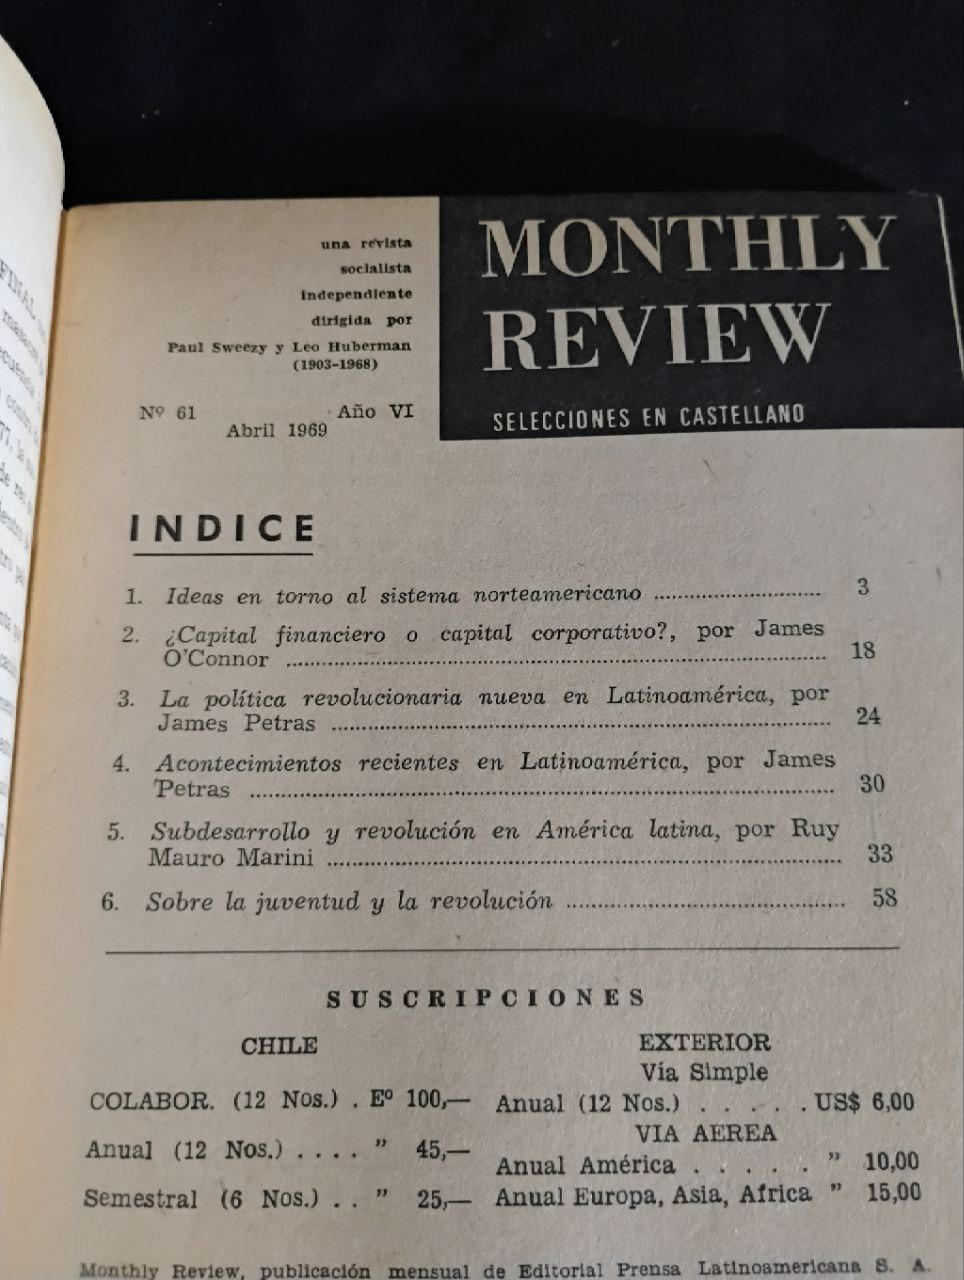 una revista
socialista
independiente
dirigida por
Paul Sweezy y Leo Huberman
(1903-1968)
Nº 61 Año VI
Abril 1969
MONTHLY
REVIEW
SELECCIONES EN CASTELLANO
INDICE
1. Ideas en torno al sistema norteamericano .......... 3
2. ¿Capital financiero o capital corporativo?, por James
O'Connor .......... 18
3. La política revolucionaria nueva en Latinoamérica, por
James Petras .......... 24
4. Acontecimientos recientes en Latinoamérica, por James
Petras .......... 30
5. Subdesarrollo y revolución en América latina, por Ruy
Mauro Marini .......... 33
6. Sobre la juventud y la revolución .......... 58
SUSCRIPCIONES
CHILE
COLABOR. (12 Nos.) . Eº 100,—
Anual (12 Nos.) . . . . " 45,—
Semestral (6 Nos.) . . " 25,—
EXTERIOR
Vía Simple
Anual (12 Nos.) . . . . . . US$ 6,00
VIA AEREA
Anual América . . . . . " 10,00
Anual Europa, Asia, Africa " 15,00
Monthly Review, publicación mensual de Editorial Prensa Latinoamericana S. A.